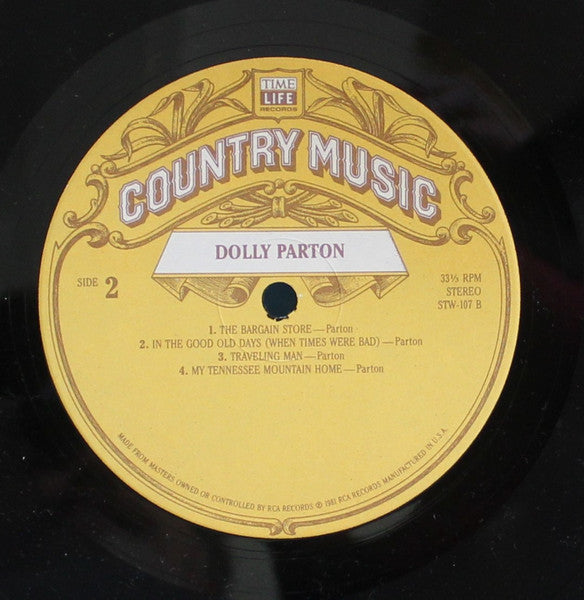 TIME
LIFE
RECORDS
COUNTRY MUSIC
DOLLY PARTON
SIDE 2
33⅓ RPM
STEREO
STW-107 B
1. THE BARGAIN STORE—Parton
2. IN THE GOOD OLD DAYS (WHEN TIMES WERE BAD)—Parton
3. TRAVELING MAN—Parton
4. MY TENNESSEE MOUNTAIN HOME—Parton
MADE FROM MASTERS OWNED OR CONTROLLED BY RCA RECORDS ℗ 1981 RCA RECORDS MANUFACTURED IN U.S.A.